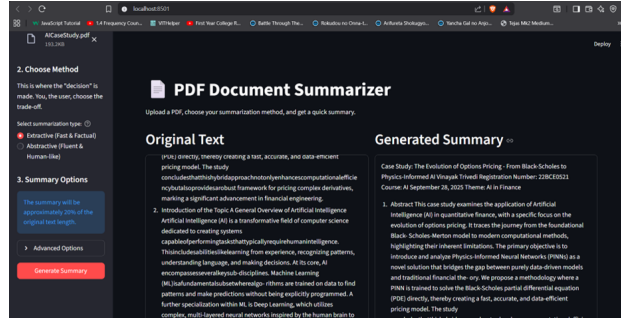 localhost:8501
JavaScript Tutorial
1.4 Frequency Coun...
VITHelper
First Year College R...
Battle Through The...
Rokudou no Onna-t...
Arifureta Shokugyo...
Yancha Gal no Anjo...
Tejas Mk2 Medium...
AICaseStudy.pdf
193.2KB
Deploy
2. Choose Method
This is where the "decision" is
made. You, the user, choose the
trade-off.
Select summarization type:
Extractive (Fast & Factual)
Abstractive (Fluent &
Human-like)
3. Summary Options
The summary will be
approximately 20% of the
original text length.
Advanced Options
Generate Summary
PDF Document Summarizer
Upload a PDF, choose your summarization method, and get a quick summary.
Original Text
(PDE) directly, thereby creating a fast, accurate, and data-efficient
pricing model. The study
concludesthatthishybridapproachnotonlyenhancescomputationalefficie
ncybutalsoprovidesarobust framework for pricing complex derivatives,
marking a significant advancement in financial engineering.
2. Introduction of the Topic A General Overview of Artificial Intelligence
Artificial Intelligence (AI) is a transformative field of computer science
dedicated to creating systems
capableofperformingtasksthattypicallyrequirehumanintelligence.
Thisincludesabilitieslikelearning from experience, recognizing patterns,
understanding language, and making decisions. At its core, AI
encompassesseveralkeysub-disciplines. Machine Learning
(ML)isafundamentalsubsetwherealgo- rithms are trained on data to find
patterns and make predictions without being explicitly programmed. A
further specialization within ML is Deep Learning, which utilizes
complex, multi-layered neural networks inspired by the human brain to
Generated Summary
Case Study: The Evolution of Options Pricing - From Black-Scholes to
Physics-Informed AI Vinayak Trivedi Registration Number: 22BCE0521
Course: AI September 28, 2025 Theme: AI in Finance
1. Abstract This case study examines the application of Artificial
Intelligence (AI) in quantitative finance, with a specific focus on the
evolution of options pricing. It traces the journey from the foundational
Black- Scholes-Merton model to modern computational methods,
highlighting their inherent limitations. The primary objective is to
introduce and analyze Physics-Informed Neural Networks (PINNs) as a
novel solution that bridges the gap between purely data-driven models
and traditional financial the- ory. We propose a methodology where a
PINN is trained to solve the Black-Scholes partial differential equation
(PDE) directly, thereby creating a fast, accurate, and data-efficient
pricing model. The study